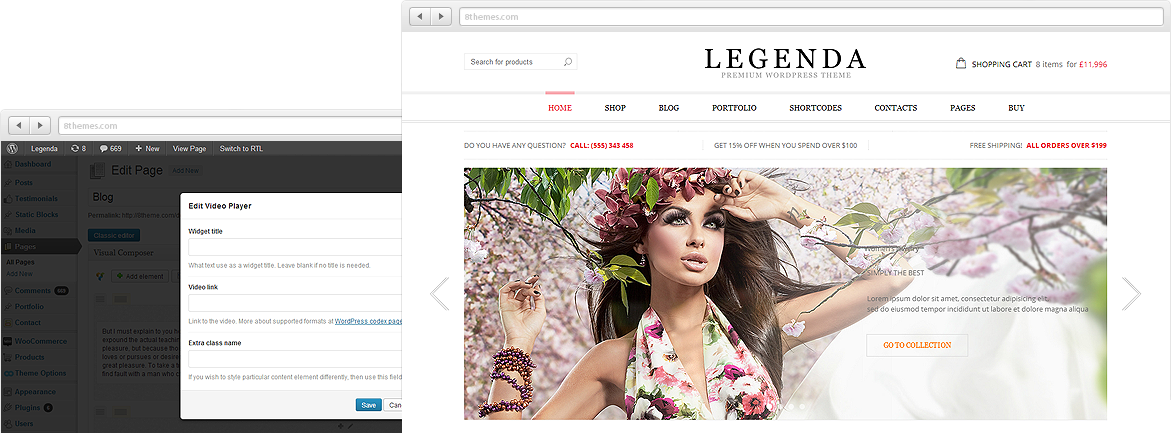 8themes.com
Search for products
LEGENDA
PREMIUM WORDPRESS THEME
SHOPPING CART 8 items for £11.996
HOME SHOP BLOG PORTFOLIO SHORTCODES CONTACTS PAGES BUY
DO YOU HAVE ANY QUESTION? CALL: (555) 343 458
GET 15% OFF WHEN YOU SPEND OVER $100
FREE SHIPPING! ALL ORDERS OVER $199
SIMPLY THE BEST
Lorem ipsum dolor sit amet, consectetur adipisicing elit,
sed do eiusmod tempor incididunt ut labore et dolore magna aliqua
GO TO COLLECTION
8themes.com
Legenda 8 669 New View Page Switch to RTL
Dashboard
Posts
Testimonials
Static Blocks
Media
Pages
All Pages
Add New
Comments
Portfolio
Contact
WooCommerce
Products
Theme Options
Appearance
Plugins 6
Users
Edit Page Add New
Blog
Permalink: http://8theme.com/
Classic editor
Visual Composer
Add element
But I must explain to you
expound the actual
pleasure, but because
loves or pursues or
great pleasure. To take a
find fault with a man who
Edit Video Player
Widget title
What text use as a widget title. Leave blank if no title is needed.
Video link
Link to the video. More about supported formats at WordPress codex page
Extra class name
If you wish to style particular content element differently, then use this field
Save Canc